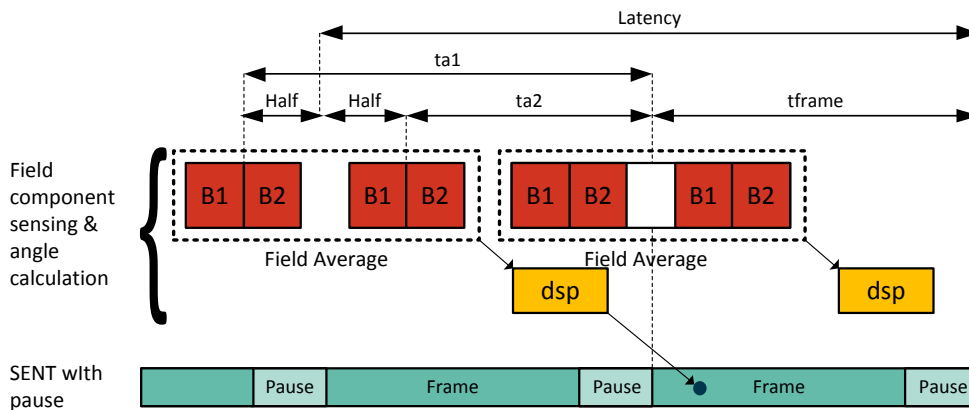 Latency
ta1
Half
Half
ta2
tframe
Field
component
sensing &
angle
calculation
B1
B2
B1
B2
B1
B2
B1
B2
Field Average
Field Average
dsp
dsp
SENT wIth
pause
Pause
Frame
Pause
Frame
Pause